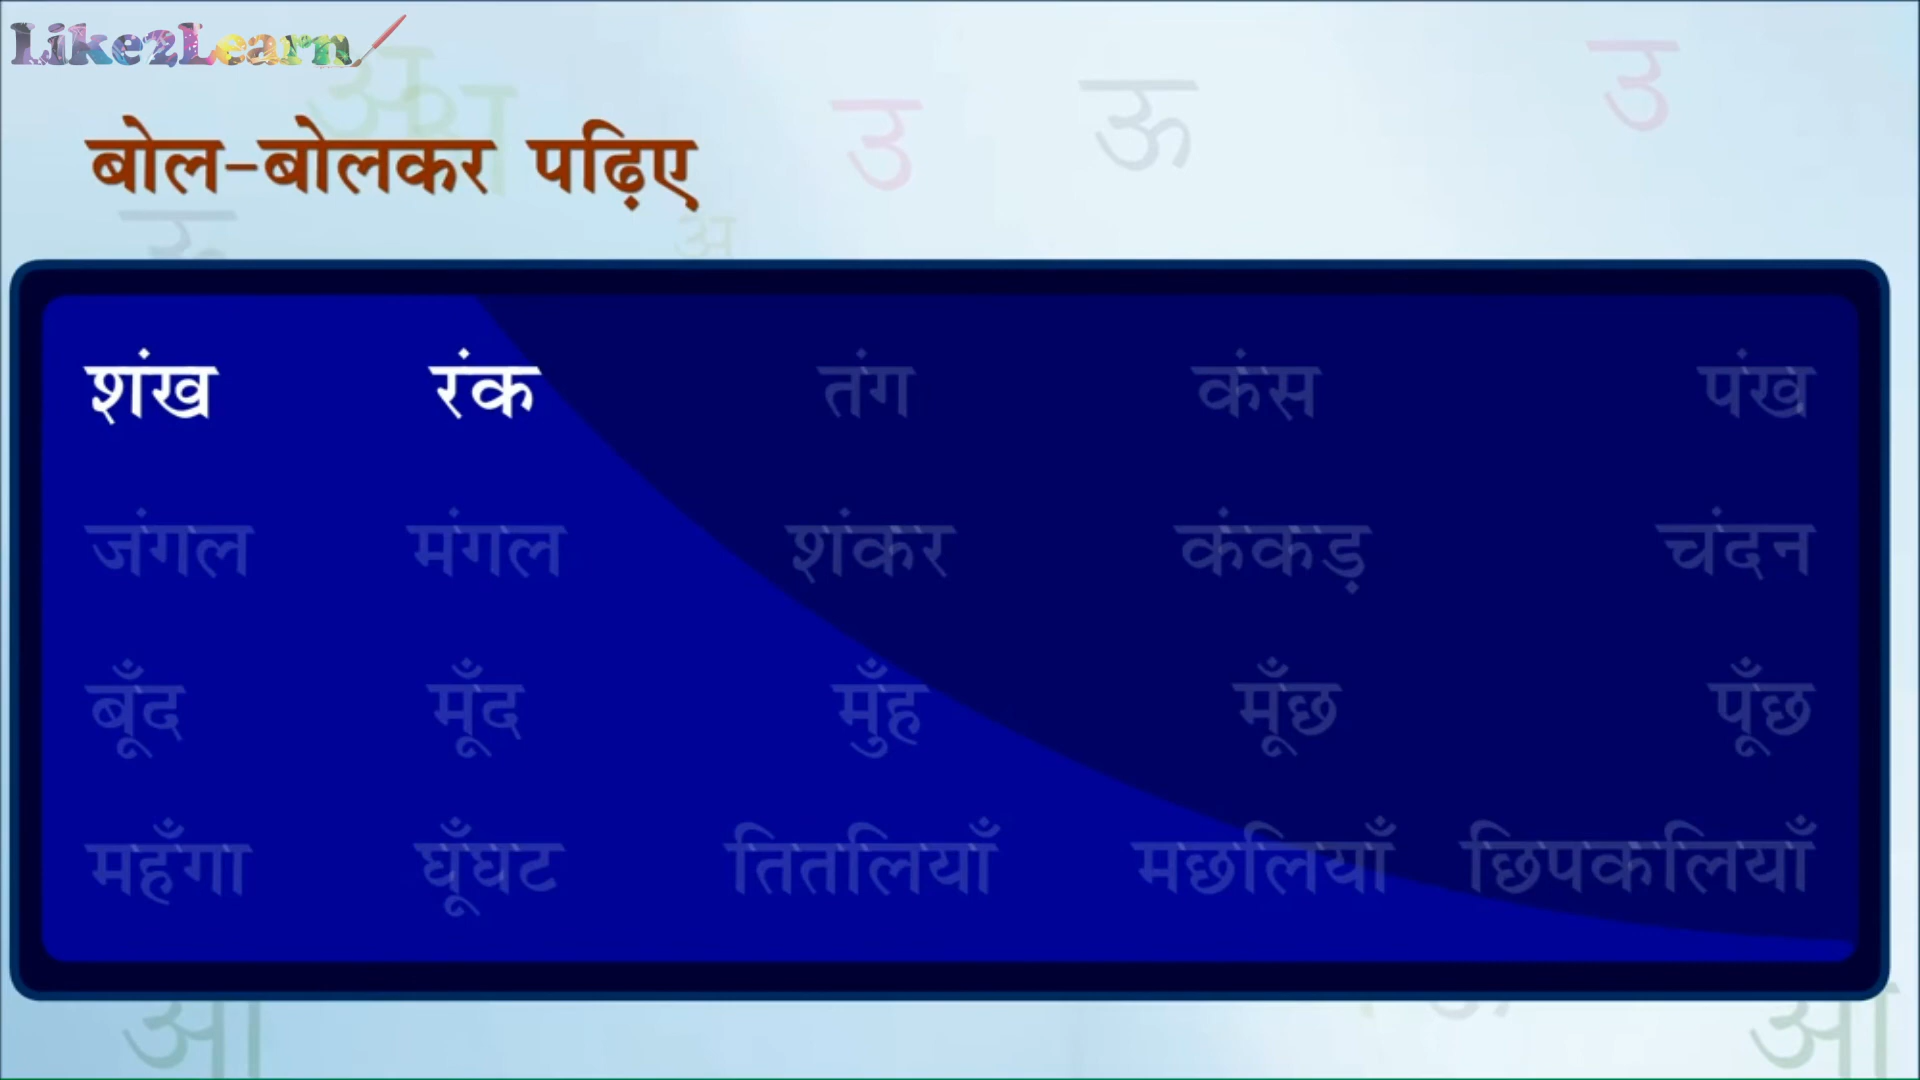 Like2Learn
बोल-बोलकर पढ़िए
शंख रंक तंग कंस पंख
जंगल मंगल शंकर कंकड़ चंदन
बूँद मूँद मुँह मूँछ पूँछ
महँगा घूँघट तितलियाँ मछलियाँ छिपकलियाँ